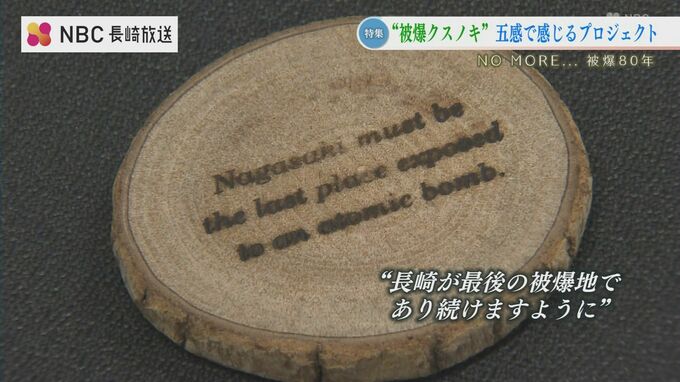 NBC 長崎放送
特集
“被爆クスノキ” 五感で感じるプロジェクト
NO MORE... 被爆80年
Nagasaki must be
the last place exposed
to an atomic bomb.
“長崎が最後の被爆地で
あり続けますように”